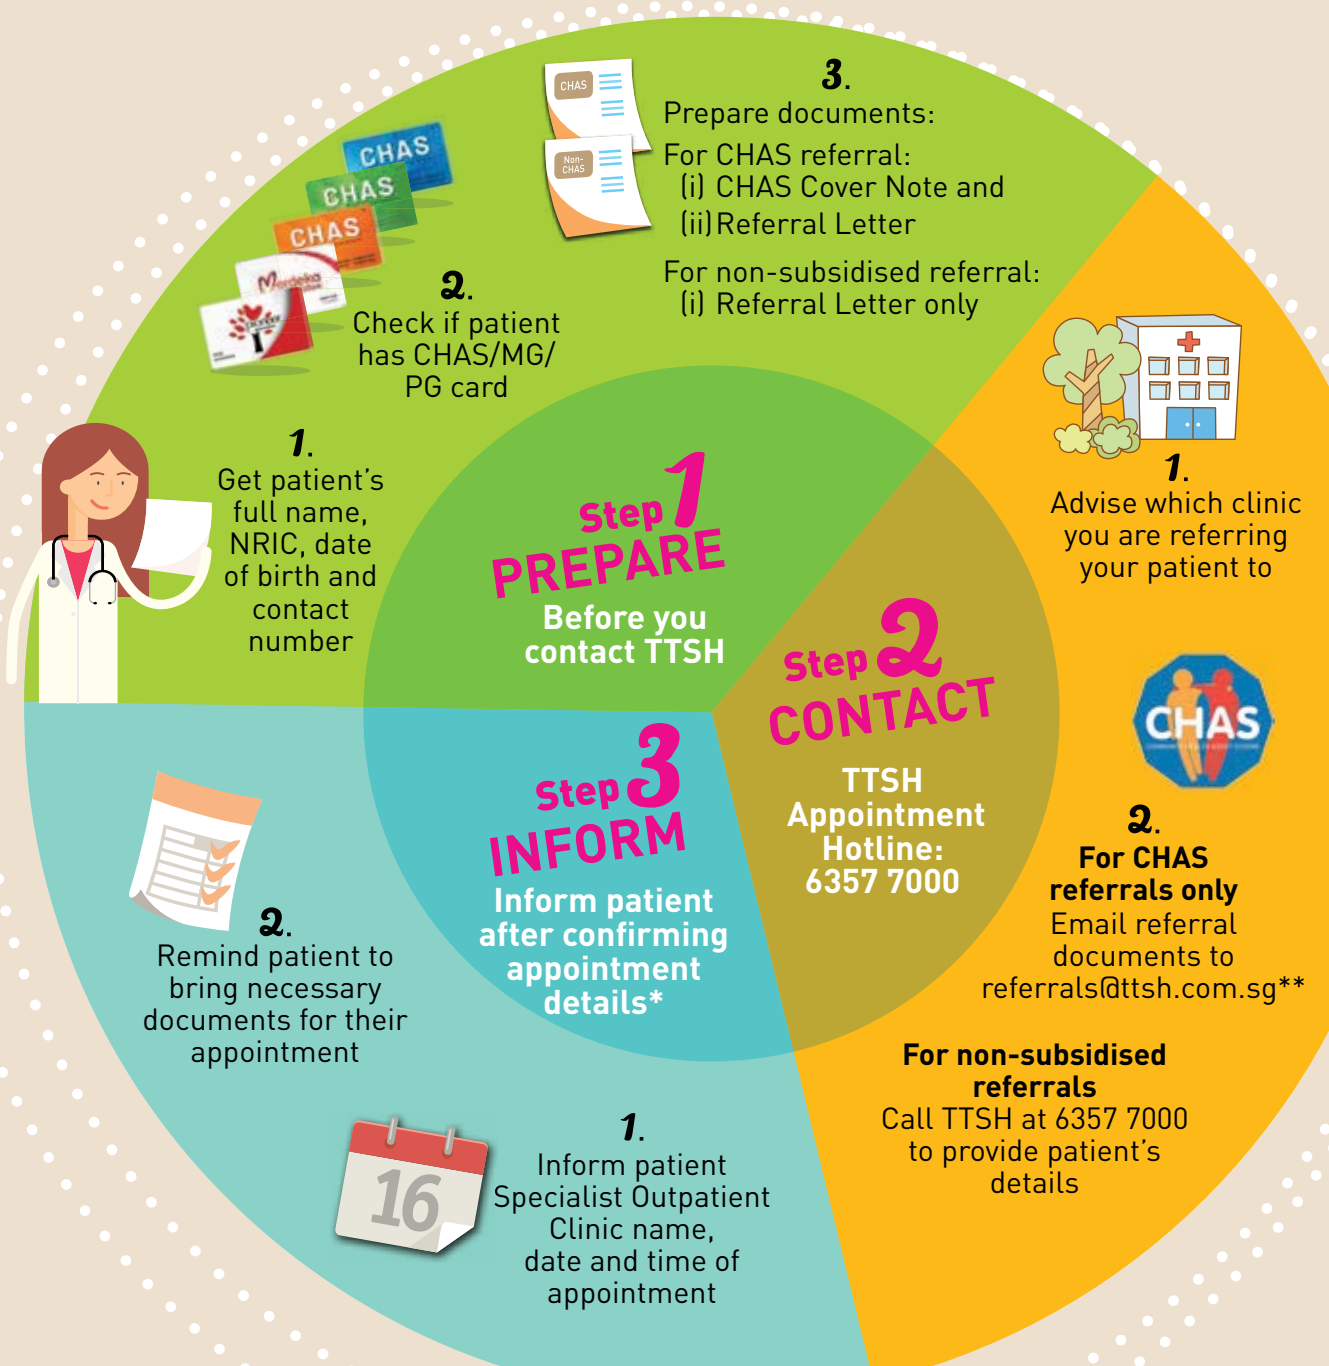 Step 1
PREPARE
Before you
contact TTSH
1.
Get patient's
full name,
NRIC, date
of birth and
contact
number
2.
Check if patient
has CHAS/MG/
PG card
CHAS
CHAS
CHAS
Merdeka
pioneer
3.
Prepare documents:
For CHAS referral:
(i) CHAS Cover Note and
(ii) Referral Letter
For non-subsidised referral:
(i) Referral Letter only
CHAS
Non-
CHAS
Step 2
CONTACT
TTSH
Appointment
Hotline:
6357 7000
1.
Advise which clinic
you are referring
your patient to
CHAS
2.
For CHAS
referrals only
Email referral
documents to
referrals@ttsh.com.sg**
For non-subsidised
referrals
Call TTSH at 6357 7000
to provide patient's
details
Step 3
INFORM
Inform patient
after confirming
appointment
details*
1.
Inform patient
Specialist Outpatient
Clinic name,
date and time of
appointment
16
2.
Remind patient to
bring necessary
documents for their
appointment